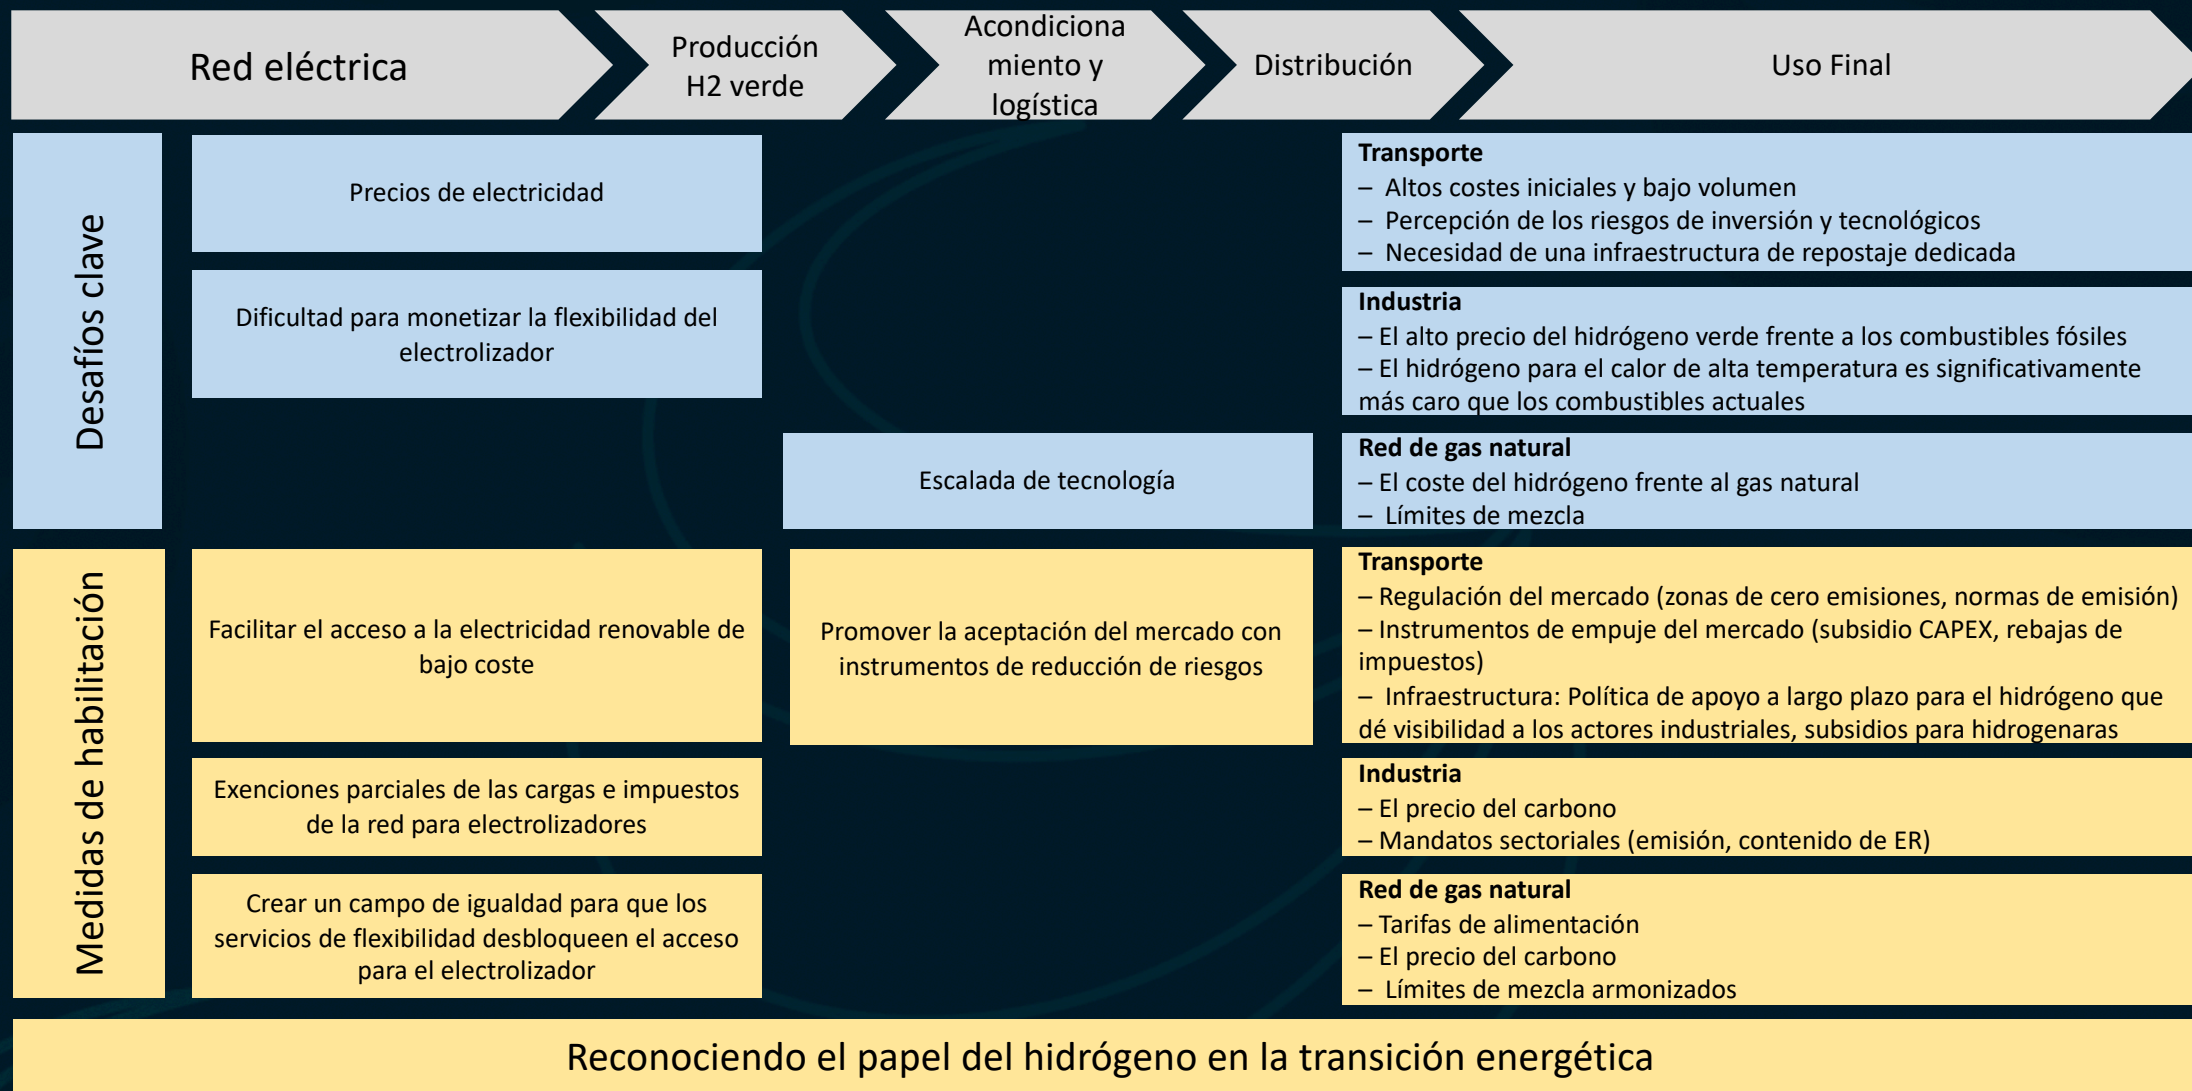 Red eléctrica
Producción
H2 verde
Acondiciona
miento y
logística
Distribución
Uso Final
Desafíos clave
Precios de electricidad
Dificultad para monetizar la flexibilidad del
electrolizador
Escalada de tecnología
Transporte
– Altos costes iniciales y bajo volumen
– Percepción de los riesgos de inversión y tecnológicos
– Necesidad de una infraestructura de repostaje dedicada
Industria
– El alto precio del hidrógeno verde frente a los combustibles fósiles
– El hidrógeno para el calor de alta temperatura es significativamente
más caro que los combustibles actuales
Red de gas natural
– El coste del hidrógeno frente al gas natural
– Límites de mezcla
Medidas de habilitación
Facilitar el acceso a la electricidad renovable de
bajo coste
Exenciones parciales de las cargas e impuestos
de la red para electrolizadores
Crear un campo de igualdad para que los
servicios de flexibilidad desbloqueen el acceso
para el electrolizador
Promover la aceptación del mercado con
instrumentos de reducción de riesgos
Transporte
– Regulación del mercado (zonas de cero emisiones, normas de emisión)
– Instrumentos de empuje del mercado (subsidio CAPEX, rebajas de
impuestos)
– Infraestructura: Política de apoyo a largo plazo para el hidrógeno que
dé visibilidad a los actores industriales, subsidios para hidrogenaras
Industria
– El precio del carbono
– Mandatos sectoriales (emisión, contenido de ER)
Red de gas natural
– Tarifas de alimentación
– El precio del carbono
– Límites de mezcla armonizados
Reconociendo el papel del hidrógeno en la transición energética